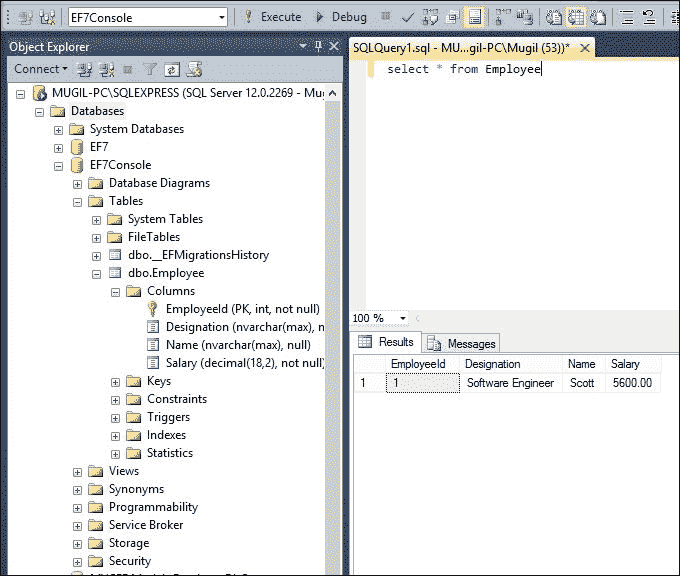 EF7Console
Execute
Debug
Object Explorer
Connect
MUGIL-PC\SQLEXPRESS (SQL Server 12.0.2269 - Mug
Databases
System Databases
EF7
EF7Console
Database Diagrams
Tables
System Tables
FileTables
dbo.__EFMigrationsHistory
dbo.Employee
Columns
EmployeeId (PK, int, not null)
Designation (nvarchar(max), n
Name (nvarchar(max), null)
Salary (decimal(18,2), not null)
Keys
Constraints
Triggers
Indexes
Statistics
Views
Synonyms
Programmability
Service Broker
Storage
Security
SQLQuery1.sql - MU...gil-PC\Mugil (53))*
select * from Employee
100 %
Results
Messages
EmployeeId Designation Name Salary
1 1 Software Engineer Scott 5600.00